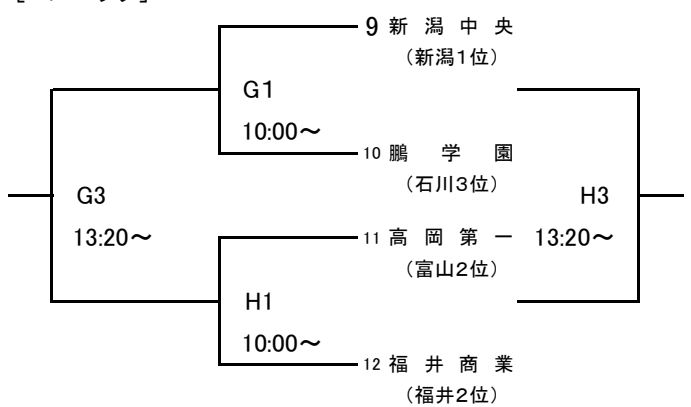 9 新潟中央
(新潟1位)
G1
10:00～
10 鵬学園
(石川3位)
G3
13:20～
H3
13:20～
11 高岡第一
(富山2位)
H1
10:00～
12 福井商業
(福井2位)